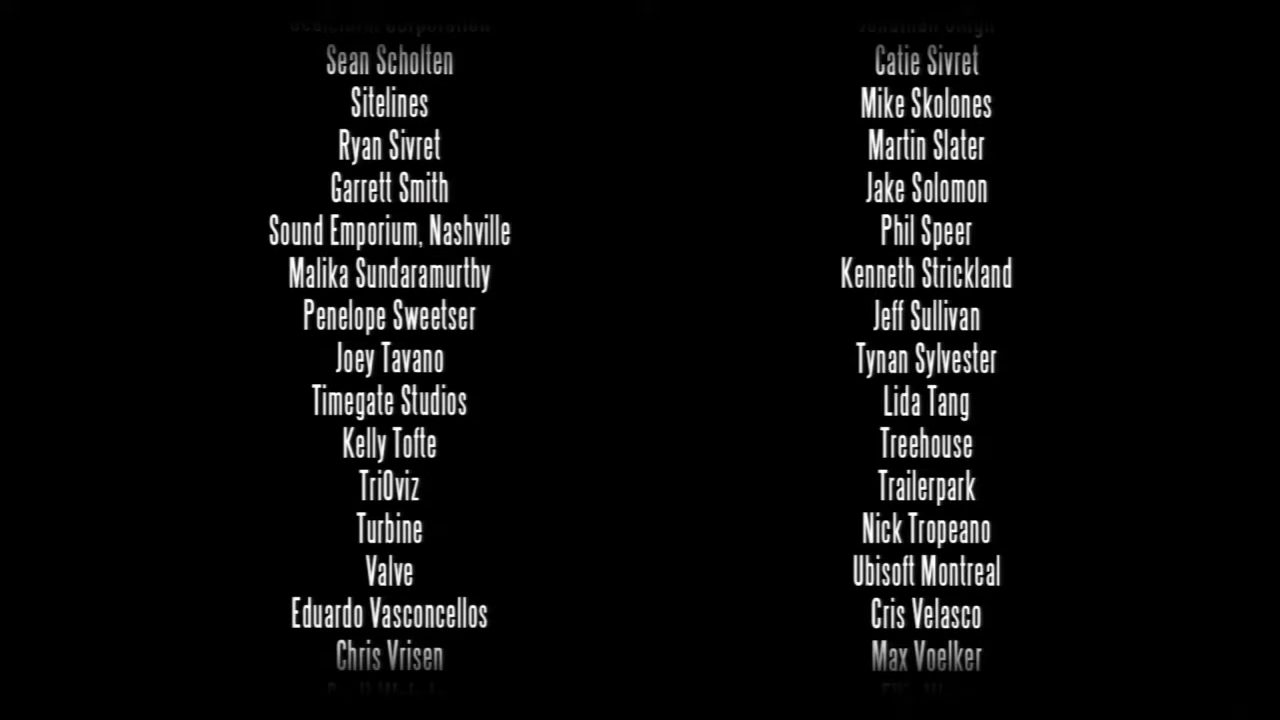 Sean Scholten
Catie Sivret
Sitelines
Mike Skolones
Ryan Sivret
Martin Slater
Garrett Smith
Jake Solomon
Sound Emporium, Nashville
Phil Speer
Malika Sundaramurthy
Kenneth Strickland
Penelope Sweetser
Jeff Sullivan
Joey Tavano
Tynan Sylvester
Timegate Studios
Lida Tang
Kelly Tofte
Treehouse
TriOviz
Trailerpark
Turbine
Nick Tropeano
Valve
Ubisoft Montreal
Eduardo Vasconcellos
Cris Velasco
Chris Vrisen
Max Voelker